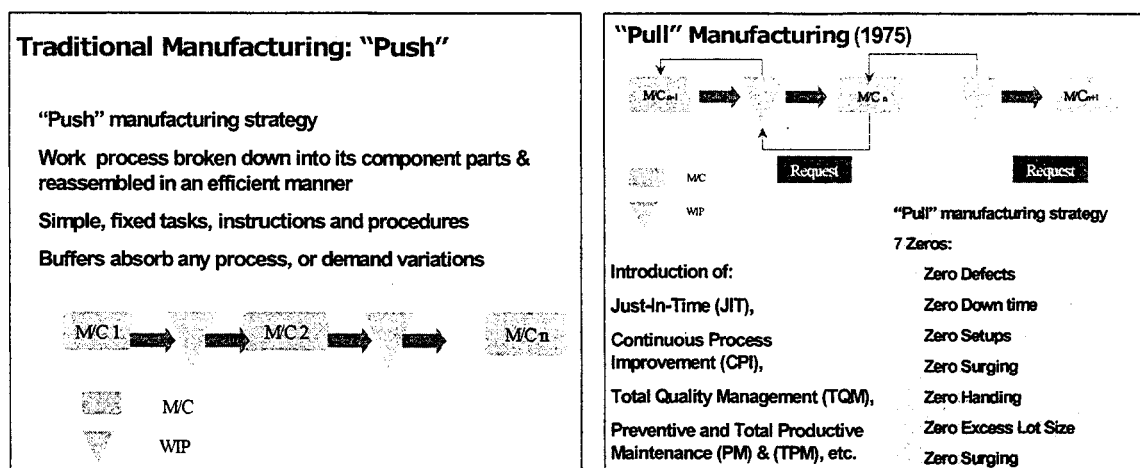 Traditional Manufacturing: “Push”
“Push” manufacturing strategy
Work process broken down into its component parts &
reassembled in an efficient manner
Simple, fixed tasks, instructions and procedures
Buffers absorb any process, or demand variations
M/C 1
M/C 2
M/C n
M/C
WIP
“Pull” Manufacturing (1975)
M/Cn-1
M/C n
M/Cn+1
Request
Request
M/C
WIP
“Pull” manufacturing strategy
7 Zeros:
Zero Defects
Zero Down time
Zero Setups
Zero Surging
Zero Handing
Zero Excess Lot Size
Zero Surging
Introduction of:
Just-In-Time (JIT),
Continuous Process
Improvement (CPI),
Total Quality Management (TQM),
Preventive and Total Productive
Maintenance (PM) & (TPM), etc.